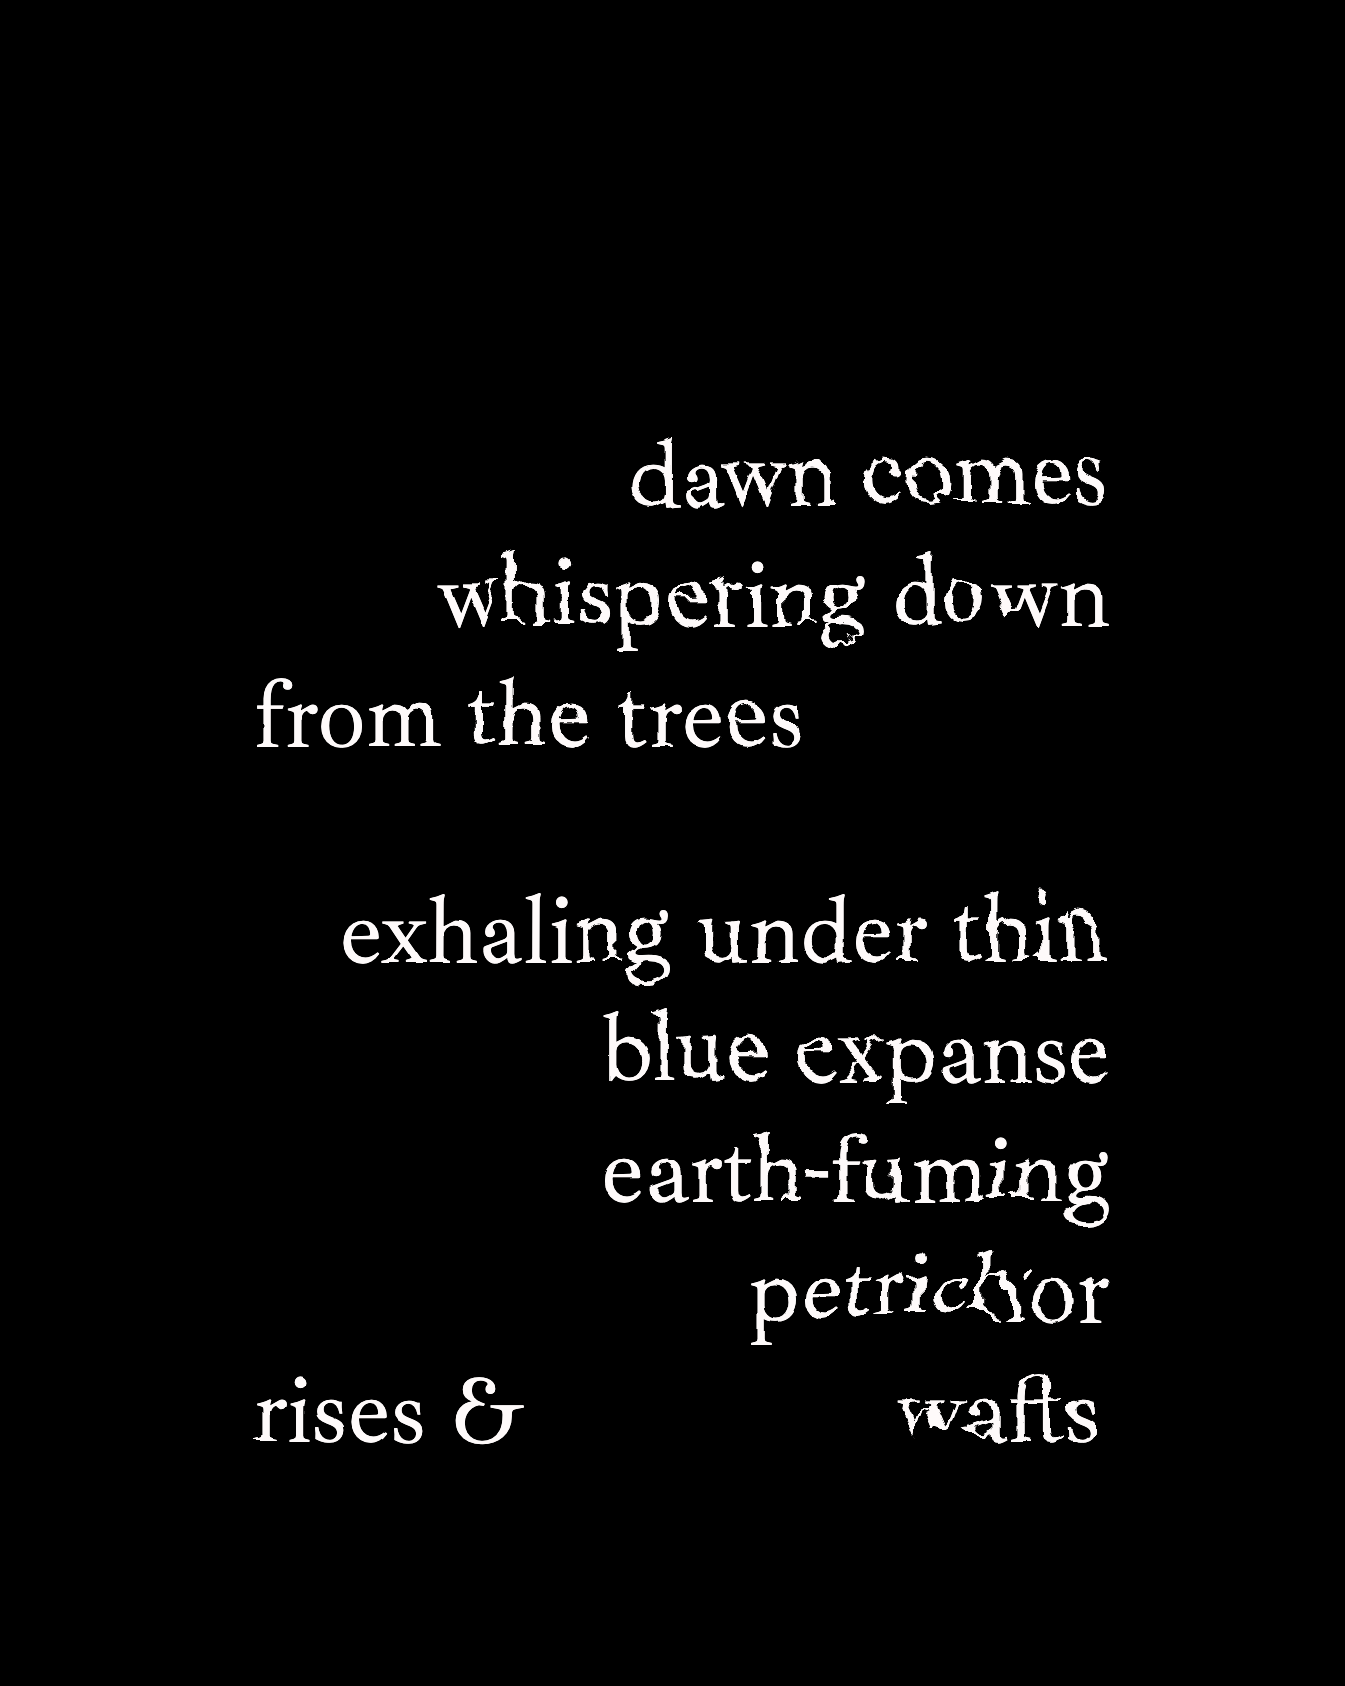 dawn comes
whispering down
from the trees
exhaling under thin
blue expanse
earth-fuming
petrichor
rises & wafts